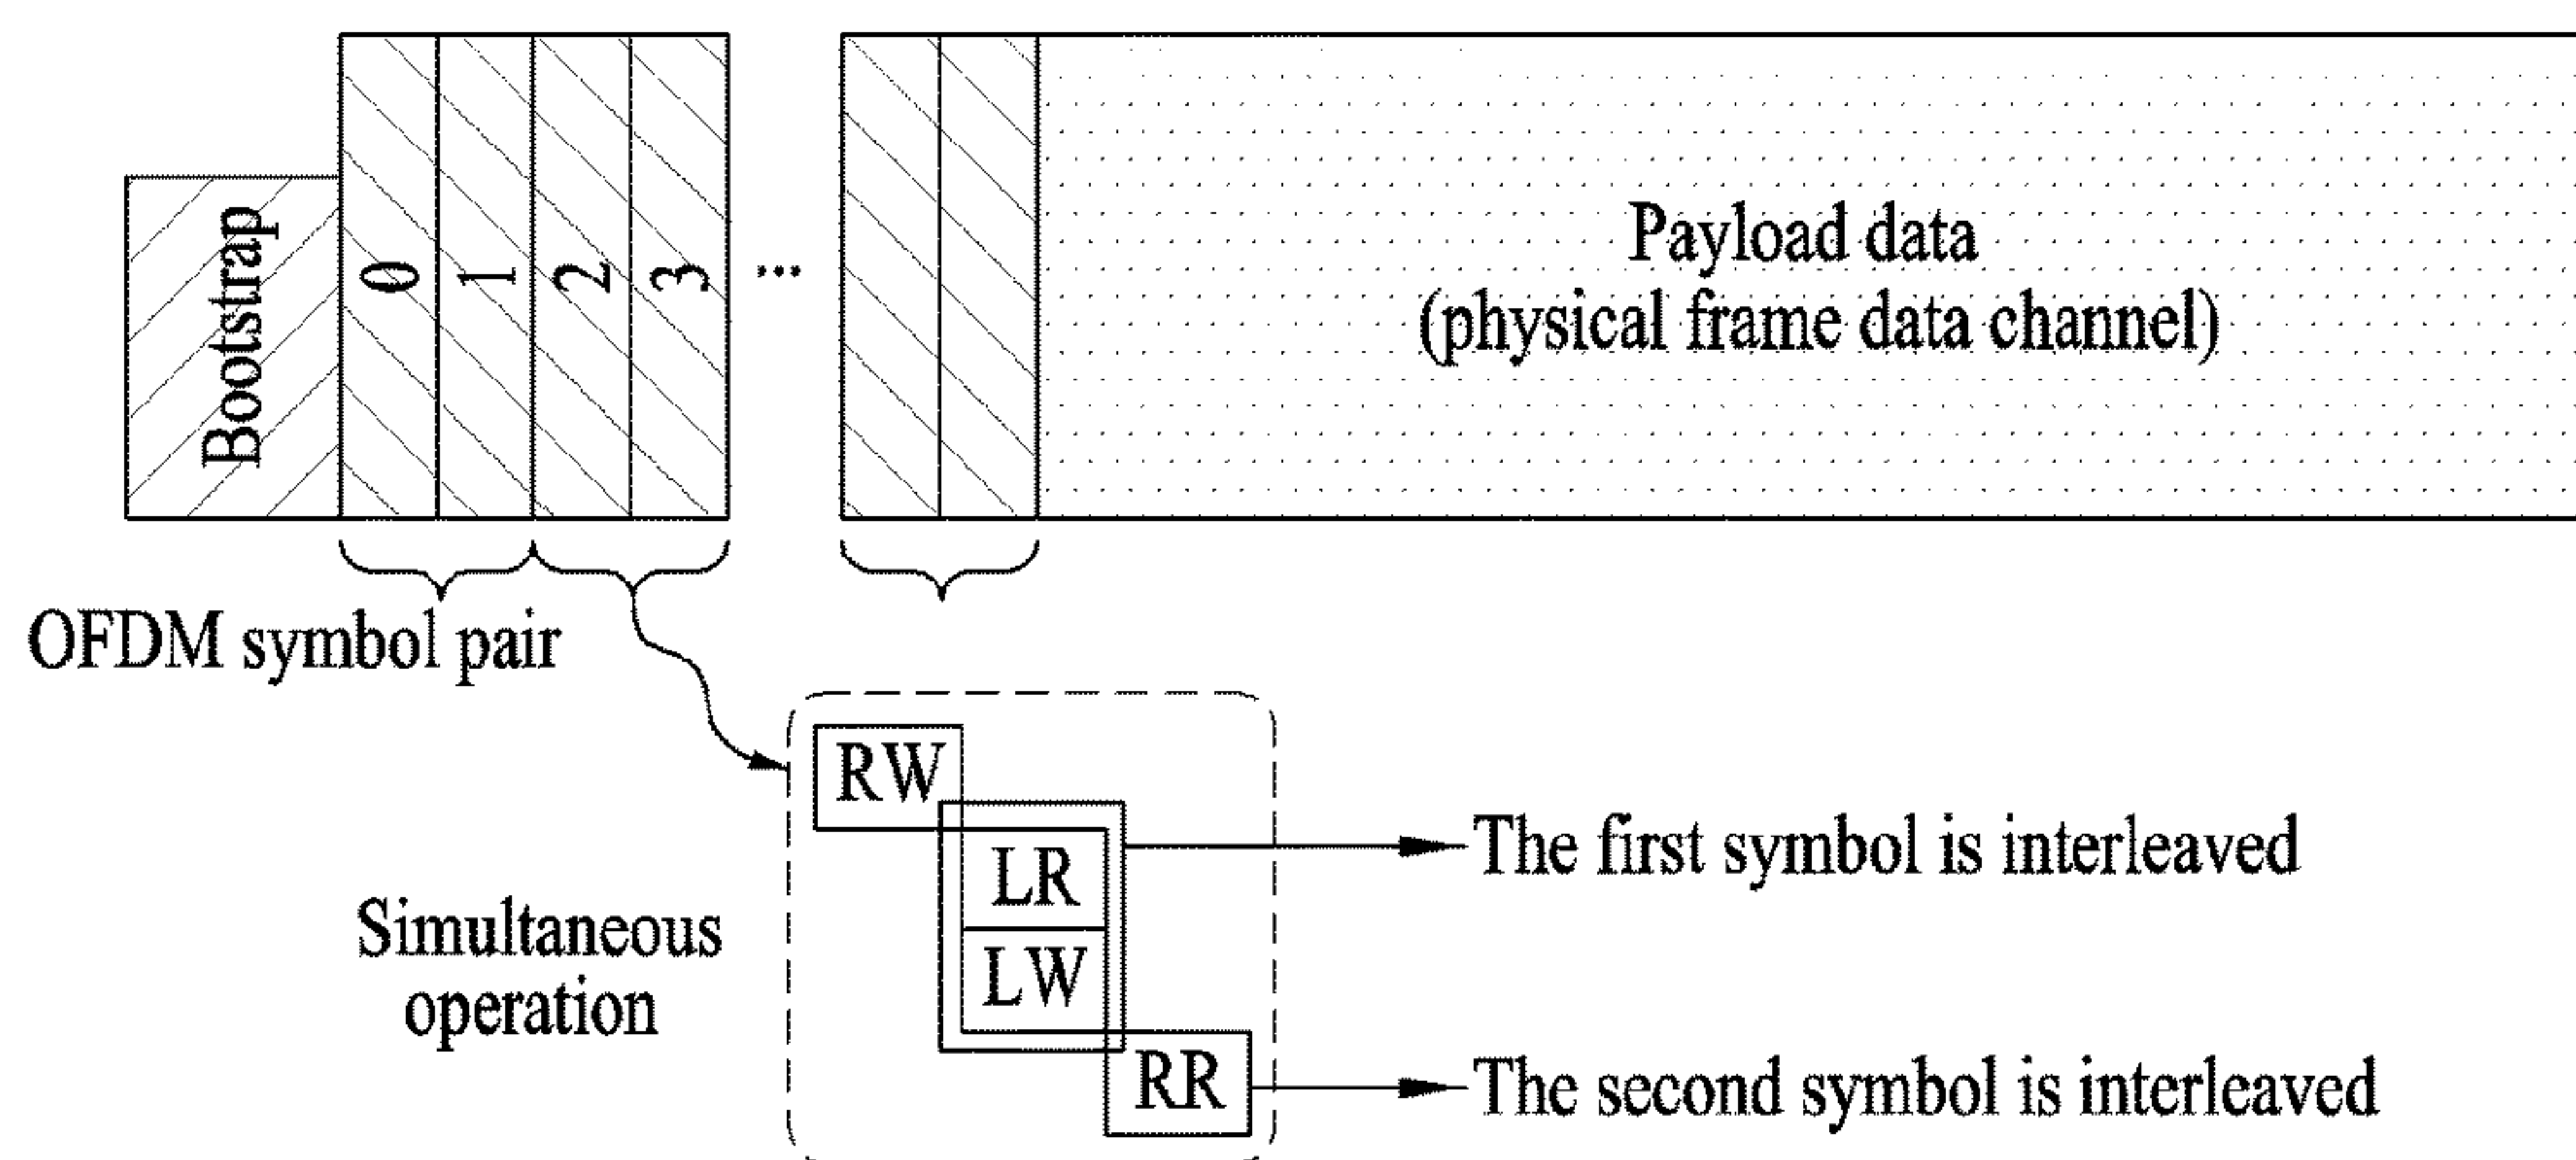 Bootstrap
0
1
2
3
...
Payload data
(physical frame data channel)
OFDM symbol pair
RW
LR
LW
RR
Simultaneous
operation
The first symbol is interleaved
The second symbol is interleaved